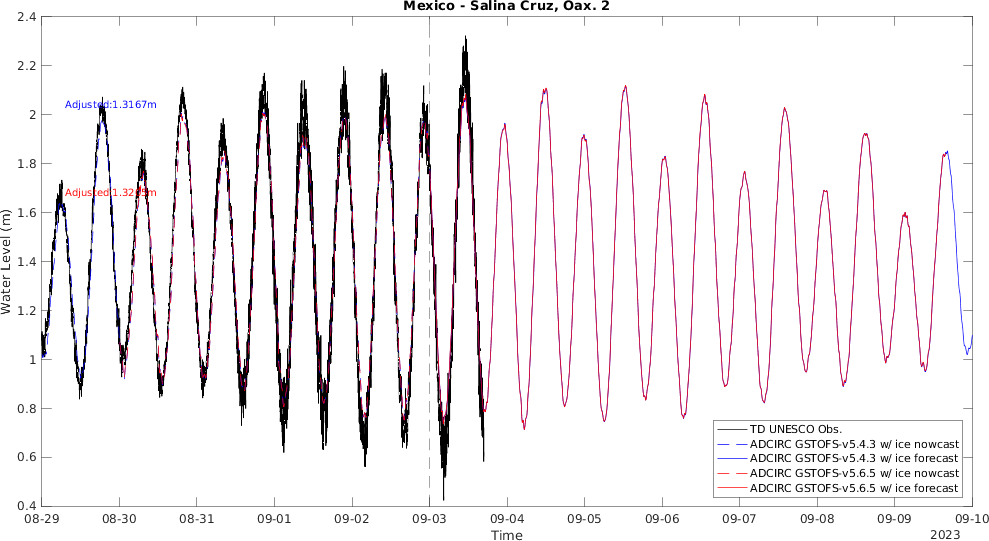 Mexico - Salina Cruz, Oax. 2
2.4
2.2
2
1.8
1.6
1.4
1.2
1
0.8
0.6
0.4
Water Level (m)
Adjusted:1.3167m
TD UNESCO Obs.
ADCIRC GSTOFS-v5.4.3 w/ ice nowcast
ADCIRC GSTOFS-v5.4.3 w/ ice forecast
ADCIRC GSTOFS-v5.6.5 w/ ice nowcast
ADCIRC GSTOFS-v5.6.5 w/ ice forecast
08-29 08-30 08-31 09-01 09-02 09-03 09-04 09-05 09-06 09-07 09-08 09-09 09-10
Time
2023